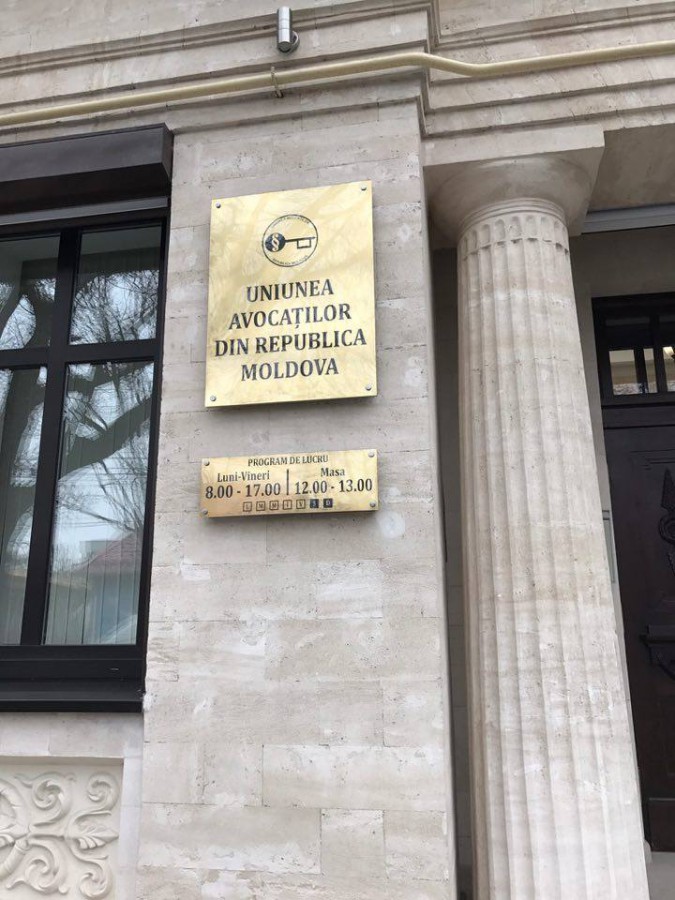 §
UNIUNEA
AVOCAȚILOR
DIN REPUBLICA
MOLDOVA
PROGRAM DE LUCRU
Luni-Vineri
8.00 - 17.00
Masa
12.00 - 13.00